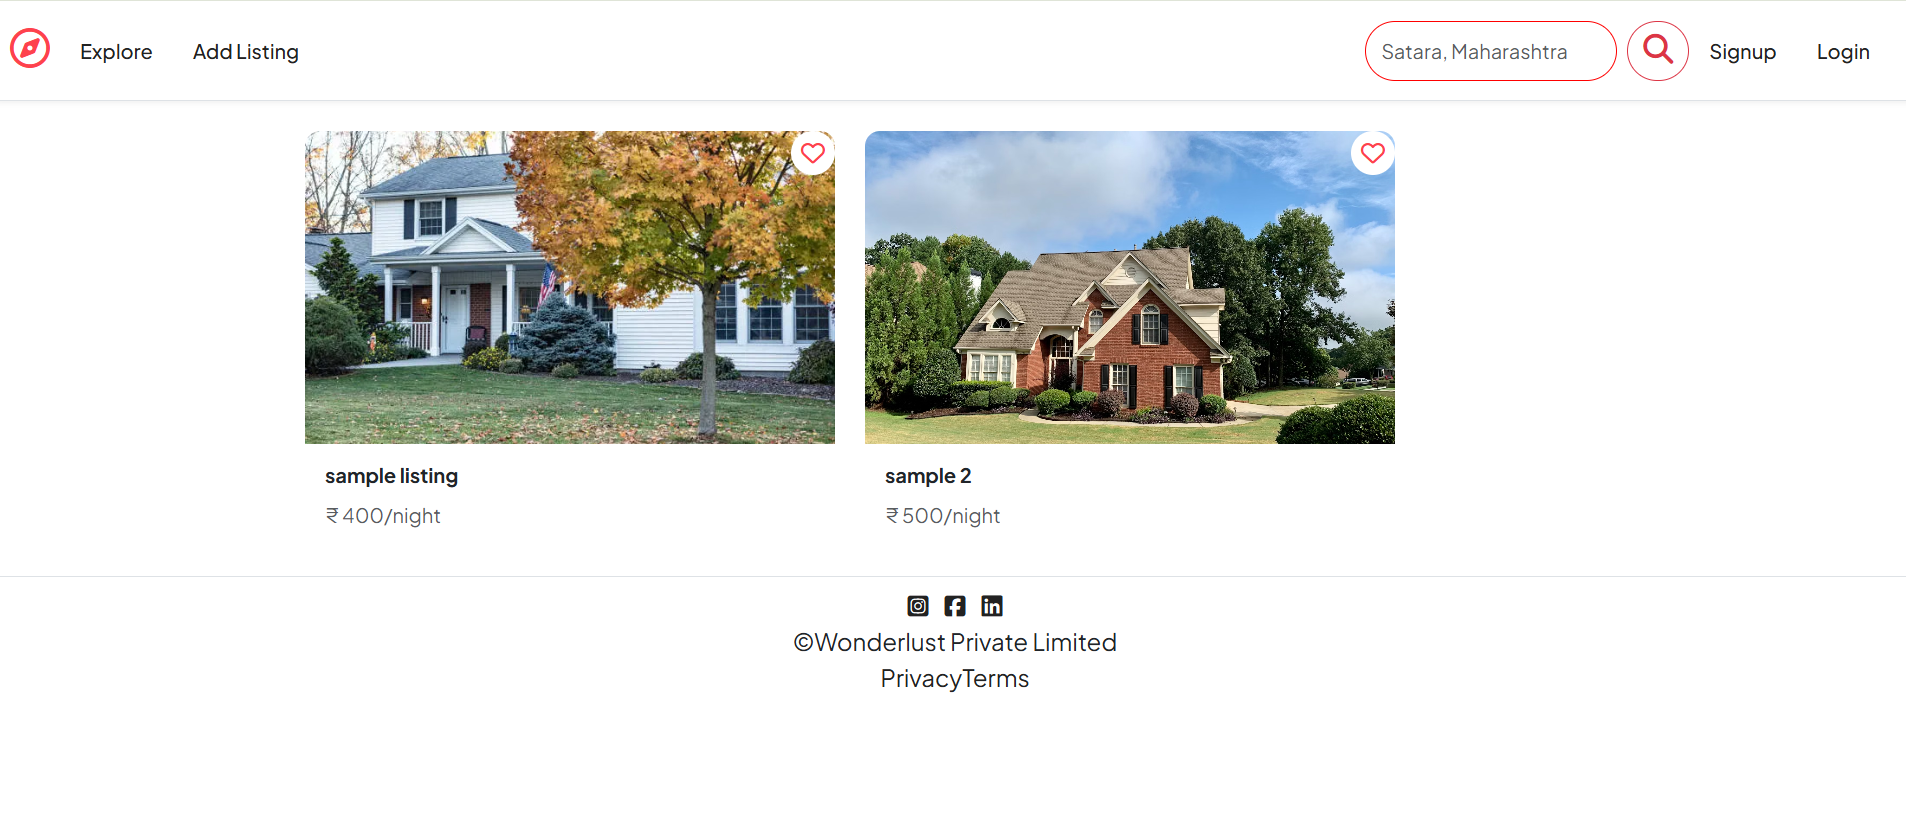 Explore
Add Listing
Satara, Maharashtra
Signup
Login
sample listing
₹ 400/night
sample 2
₹ 500/night
in
©Wonderlust Private Limited
PrivacyTerms